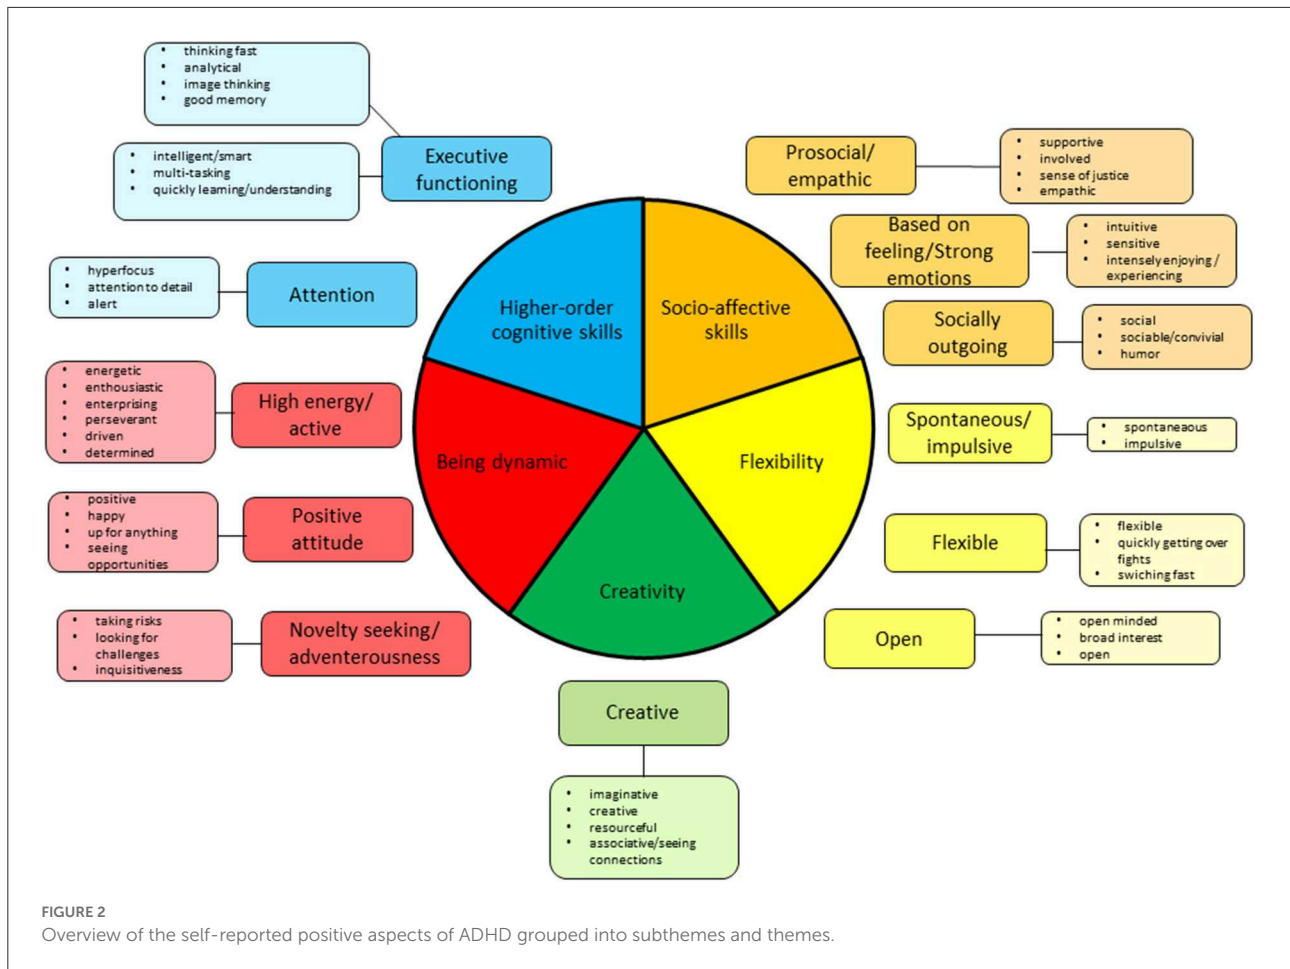 thinking fast
analytical
image thinking
good memory
intelligent/smart
multi-tasking
quickly learning/understanding
Executive
functioning
hyperfocus
attention to detail
alert
Attention
energetic
enthousiastic
enterprising
perseverant
driven
determined
High energy/
active
positive
happy
up for anything
seeing
opportunities
Positive
attitude
taking risks
looking for
challenges
inquisitiveness
Novelty seeking/
adventerousness
Higher-order
cognitive skills
Socio-affective
skills
Being dynamic
Flexibility
Creativity
Prosocial/
empathic
supportive
involved
sense of justice
empathic
Based on
feeling/Strong
emotions
intuitive
sensitive
intensely enjoying /
experiencing
Socially
outgoing
social
sociable/convivial
humor
Spontaneous/
impulsive
spontaneaous
impulsive
Flexible
flexible
quickly getting over
fights
swiching fast
Open
open minded
broad interest
open
Creative
imaginative
creative
resourceful
associative/seeing
connections
FIGURE 2
Overview of the self-reported positive aspects of ADHD grouped into subthemes and themes.